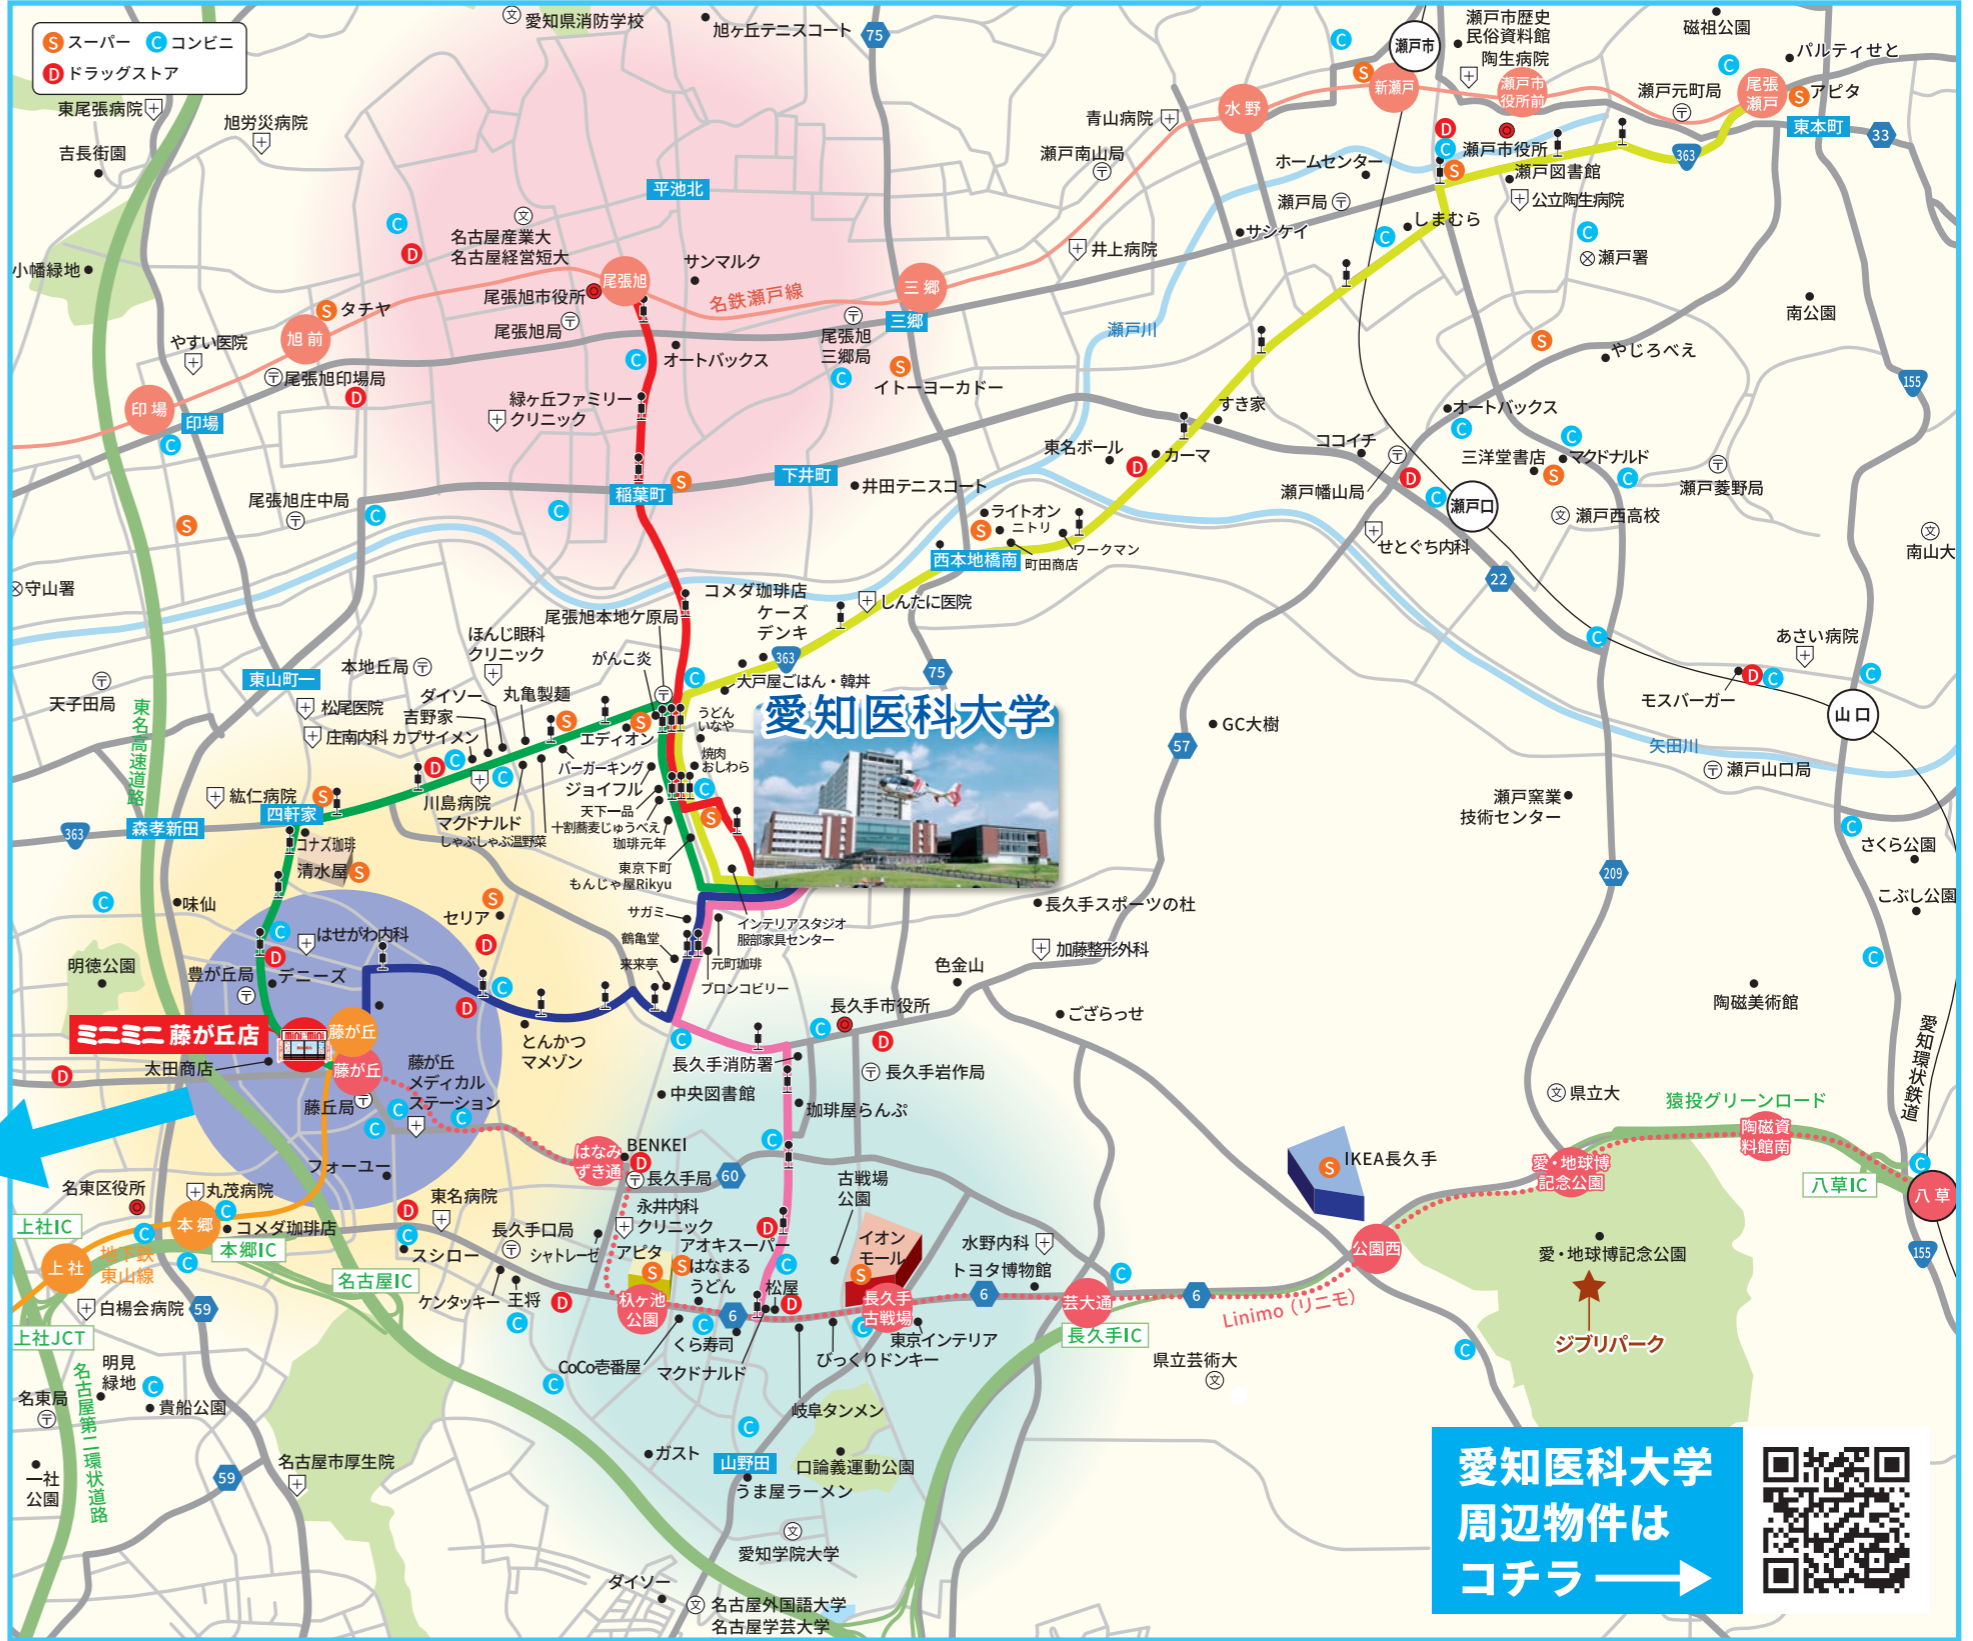 S スーパー C コンビニ
D ドラッグストア
愛知県消防学校
旭ヶ丘テニスコート
75
瀬戸市
瀬戸市歴史
民俗資料館
陶生病院
磁祖公園
パルティせと
東尾張病院
旭労災病院
吉長街園
青山病院
瀬戸南山局
水野
新瀬戸
瀬戸市
役所前
瀬戸元町局
尾張
瀬戸
アピタ
東本町
33
363
ホームセンター
瀬戸市役所
瀬戸図書館
公立陶生病院
瀬戸局
しまむら
サシケイ
瀬戸署
井上病院
平池北
名古屋産業大
名古屋経営短大
サンマルク
小幡緑地
尾張旭
尾張旭市役所
名鉄瀬戸線
三郷
三郷
タチヤ
旭前
尾張旭局
尾張旭
三郷局
やすい医院
尾張旭印場局
オートバックス
イトーヨーカドー
瀬戸川
南公園
やじろべえ
155
印場
印場
緑ヶ丘ファミリー
クリニック
すき家
オートバックス
ココイチ
東名ボール
カーマ
三洋堂書店
マクドナルド
瀬戸幡山局
瀬戸口
瀬戸菱野局
瀬戸西高校
せとぐち内科
南山大
下井町
稲葉町
井田テニスコート
尾張旭庄中局
ライトオン
ニトリ
ワークマン
西本地橋南
町田商店
22
守山署
コメダ珈琲店
ケーズ
デンキ
しんたに医院
尾張旭本地ケ原局
ほんじ眼科
クリニック
がんこ炎
363
75
あさい病院
モスバーガー
山口
東山町一
本地丘局
天子田局
松尾医院
ダイソー
丸亀製麺
吉野家
庄南内科
カプサイメン
大戸屋ごはん・韓丼
うどん
いなや
エディオン
焼肉
おしわら
バーガーキング
ジョイフル
天下一品
十割蕎麦じゅうべえ
珈琲元年
愛知医科大学
GC大樹
57
矢田川
瀬戸山口局
瀬戸窯業
技術センター
さくら公園
こぶし公園
209
東名高速道路
紘仁病院
四軒家
森孝新田
363
川島病院
マクドナルド
しゃぶしゃぶ温野菜
コナズ珈琲
清水屋
東京下町
もんじゃ屋Rikyu
味仙
セリア
サガミ
鶴亀堂
来来亭
インテリアスタジオ
服部家具センター
元町珈琲
ブロンコビリー
長久手スポーツの杜
加藤整形外科
色金山
はせがわ内科
豊が丘局
デニーズ
明徳公園
ミニミニ 藤が丘店
藤が丘
藤が丘
太田商店
とんかつ
マメゾン
長久手市役所
ござらっせ
陶磁美術館
愛知環状鉄道
長久手消防署
長久手岩作局
中央図書館
珈琲屋らんぷ
藤が丘
メディカル
ステーション
藤丘局
県立大
猿投グリーンロード
陶磁資
料館南
フォーユー
はなみ
ずき通
BENKEI
長久手局
60
古戦場
公園
IKEA長久手
愛・地球博
記念公園
八草IC
八草
名東区役所
丸茂病院
東名病院
永井内科
クリニック
上社IC
本郷
コメダ珈琲店
本郷IC
長久手口局
シャトレーゼ
アピタ
アオキスーパー
はなまる
うどん
イオン
モール
水野内科
トヨタ博物館
公園西
愛・地球博記念公園
155
上社
地下鉄
東山線
スシロー
名古屋IC
ケンタッキー
王将
杁ヶ池
公園
松屋
長久手
古戦場
6
6
6
芸大通
Linimo (リニモ)
ジブリパーク
白楊会病院
59
上社JCT
くら寿司
東京インテリア
長久手IC
CoCo壱番屋
マクドナルド
びっくりドンキー
県立芸術大
明見
緑地
名東局
貴船公園
名古屋第二環状道路
岐阜タンメン
ガスト
山野田
口論義運動公園
うま屋ラーメン
一社
公園
59
名古屋市厚生院
愛知学院大学
ダイソー
名古屋外国語大学
名古屋学芸大学
愛知医科大学
周辺物件は
コチラ